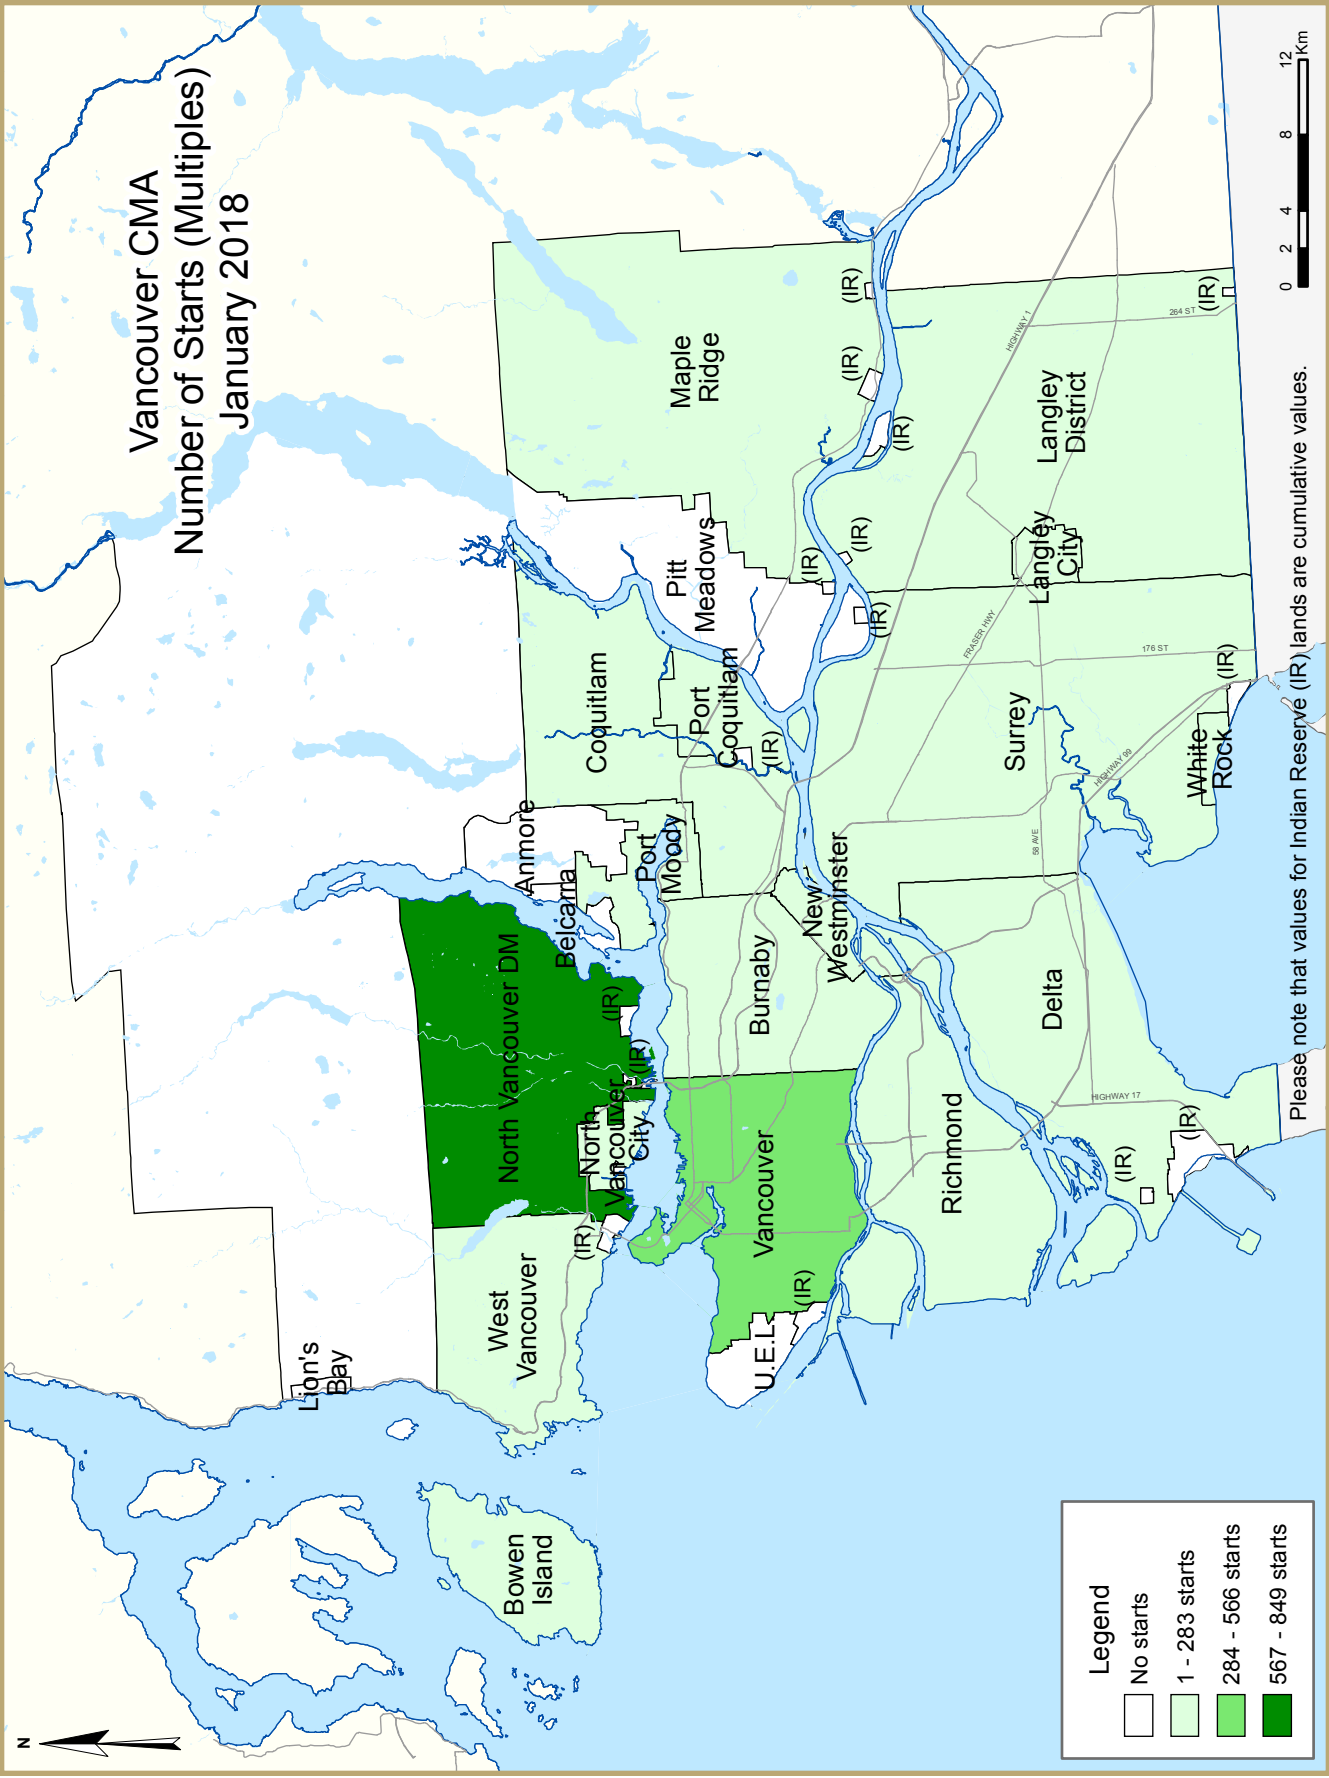 Vancouver CMA
Number of Starts (Multiples)
January 2018
N
Lion's
Bay
Bowen
Island
West
Vancouver
North Vancouver DM
North
Vancouver
City
(IR)
(IR)
(IR)
Belcarra
Anmore
Port
Moody
Coquitlam
Port
Coquitlam
(IR)
Pitt
Meadows
(IR)
(IR)
(IR)
Maple
Ridge
(IR)
(IR)
(IR)
U.E.L.
(IR)
Vancouver
Burnaby
New
Westminster
Richmond
Delta
(IR)
(IR)
HIGHWAY 17
Surrey
58 AVE
FRASER HWY
176 ST
HIGHWAY 99
White
Rock
(IR)
Langley
City
Langley
District
HIGHWAY 1
264 ST
(IR)
Legend
No starts
1 - 283 starts
284 - 566 starts
567 - 849 starts
0 2 4 8 12
Km
Please note that values for Indian Reserve (IR) lands are cumulative values.